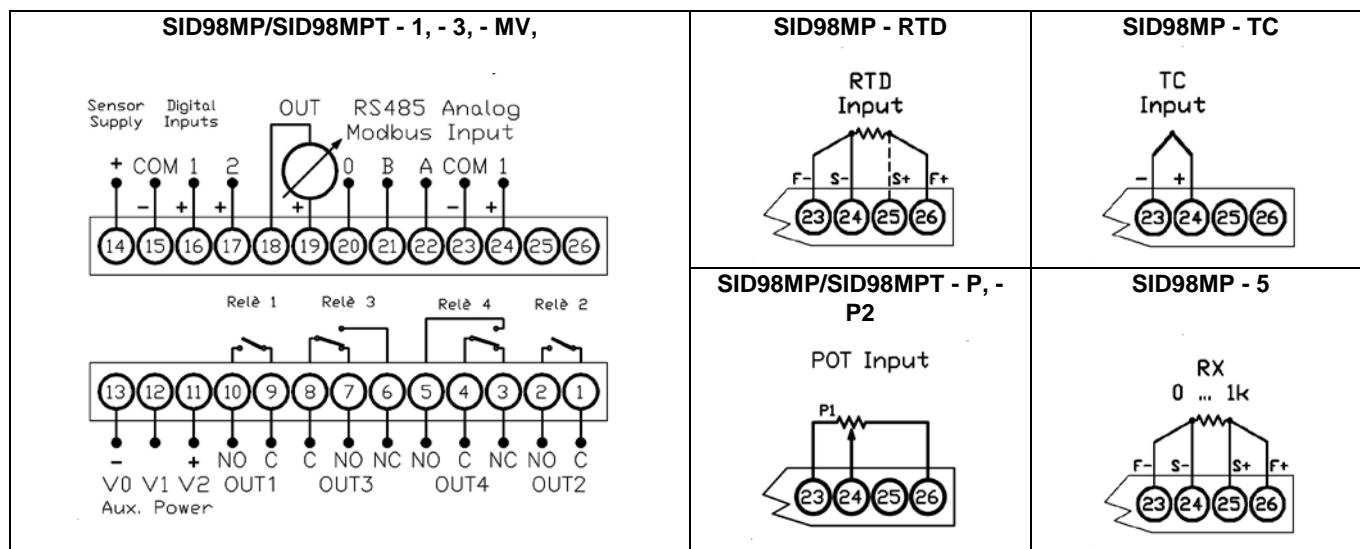 SID98MP/SID98MPT - 1, - 3, - MV,
Sensor Supply
Digital Inputs
OUT
RS485 Modbus
Analog Input
+ COM 1 2 0 B A COM 1
- + + + - +
14 15 16 17 18 19 20 21 22 23 24 25 26
Relè 1 Relè 3 Relè 4 Relè 2
13 12 11 10 9 8 7 6 5 4 3 2 1
- + NO C C NO NC NO C NC NO C
V0 V1 V2 OUT1 OUT3 OUT4 OUT2
Aux. Power
SID98MP - RTD
RTD
Input
F- S- S+ F+
23 24 25 26
SID98MP - TC
TC
Input
- +
23 24 25 26
SID98MP/SID98MPT - P, -
P2
POT Input
P1
23 24 25 26
SID98MP - 5
RX
0 ... 1k
F- S- S+ F+
23 24 25 26